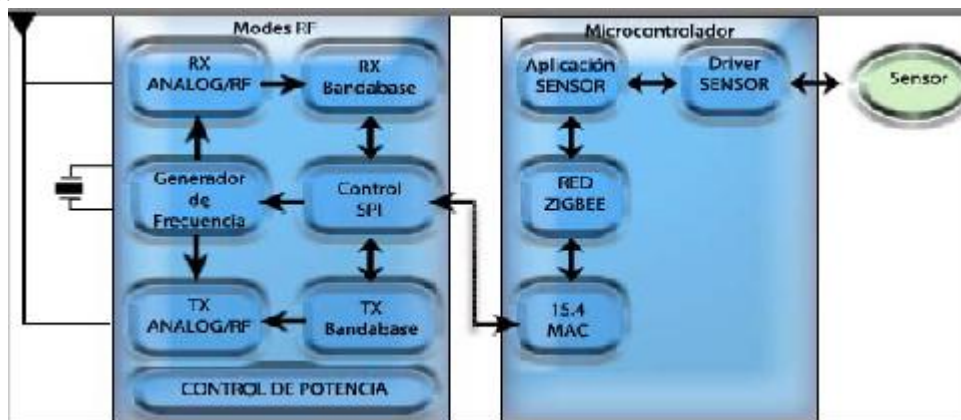 Modes RF
RX
ANALOG/RF
RX
Bandabase
Generador
de
Frecuencia
Control
SPI
TX
ANALOG/RF
TX
Bandabase
CONTROL DE POTENCIA
Microcontrolador
Aplicación
SENSOR
Driver
SENSOR
RED
ZIGBEE
15.4
MAC
Sensor